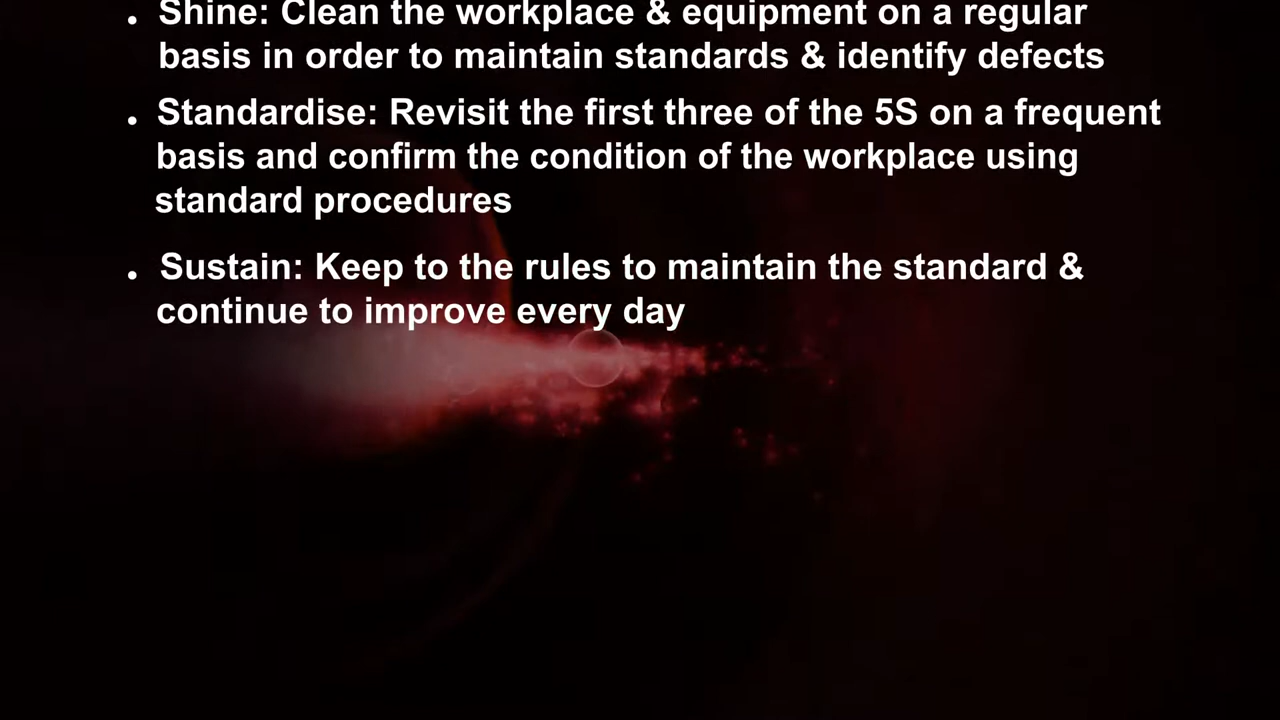 . Shine: Clean the workplace & equipment on a regular
basis in order to maintain standards & identify defects
. Standardise: Revisit the first three of the 5S on a frequent
basis and confirm the condition of the workplace using
standard procedures
. Sustain: Keep to the rules to maintain the standard &
continue to improve every day